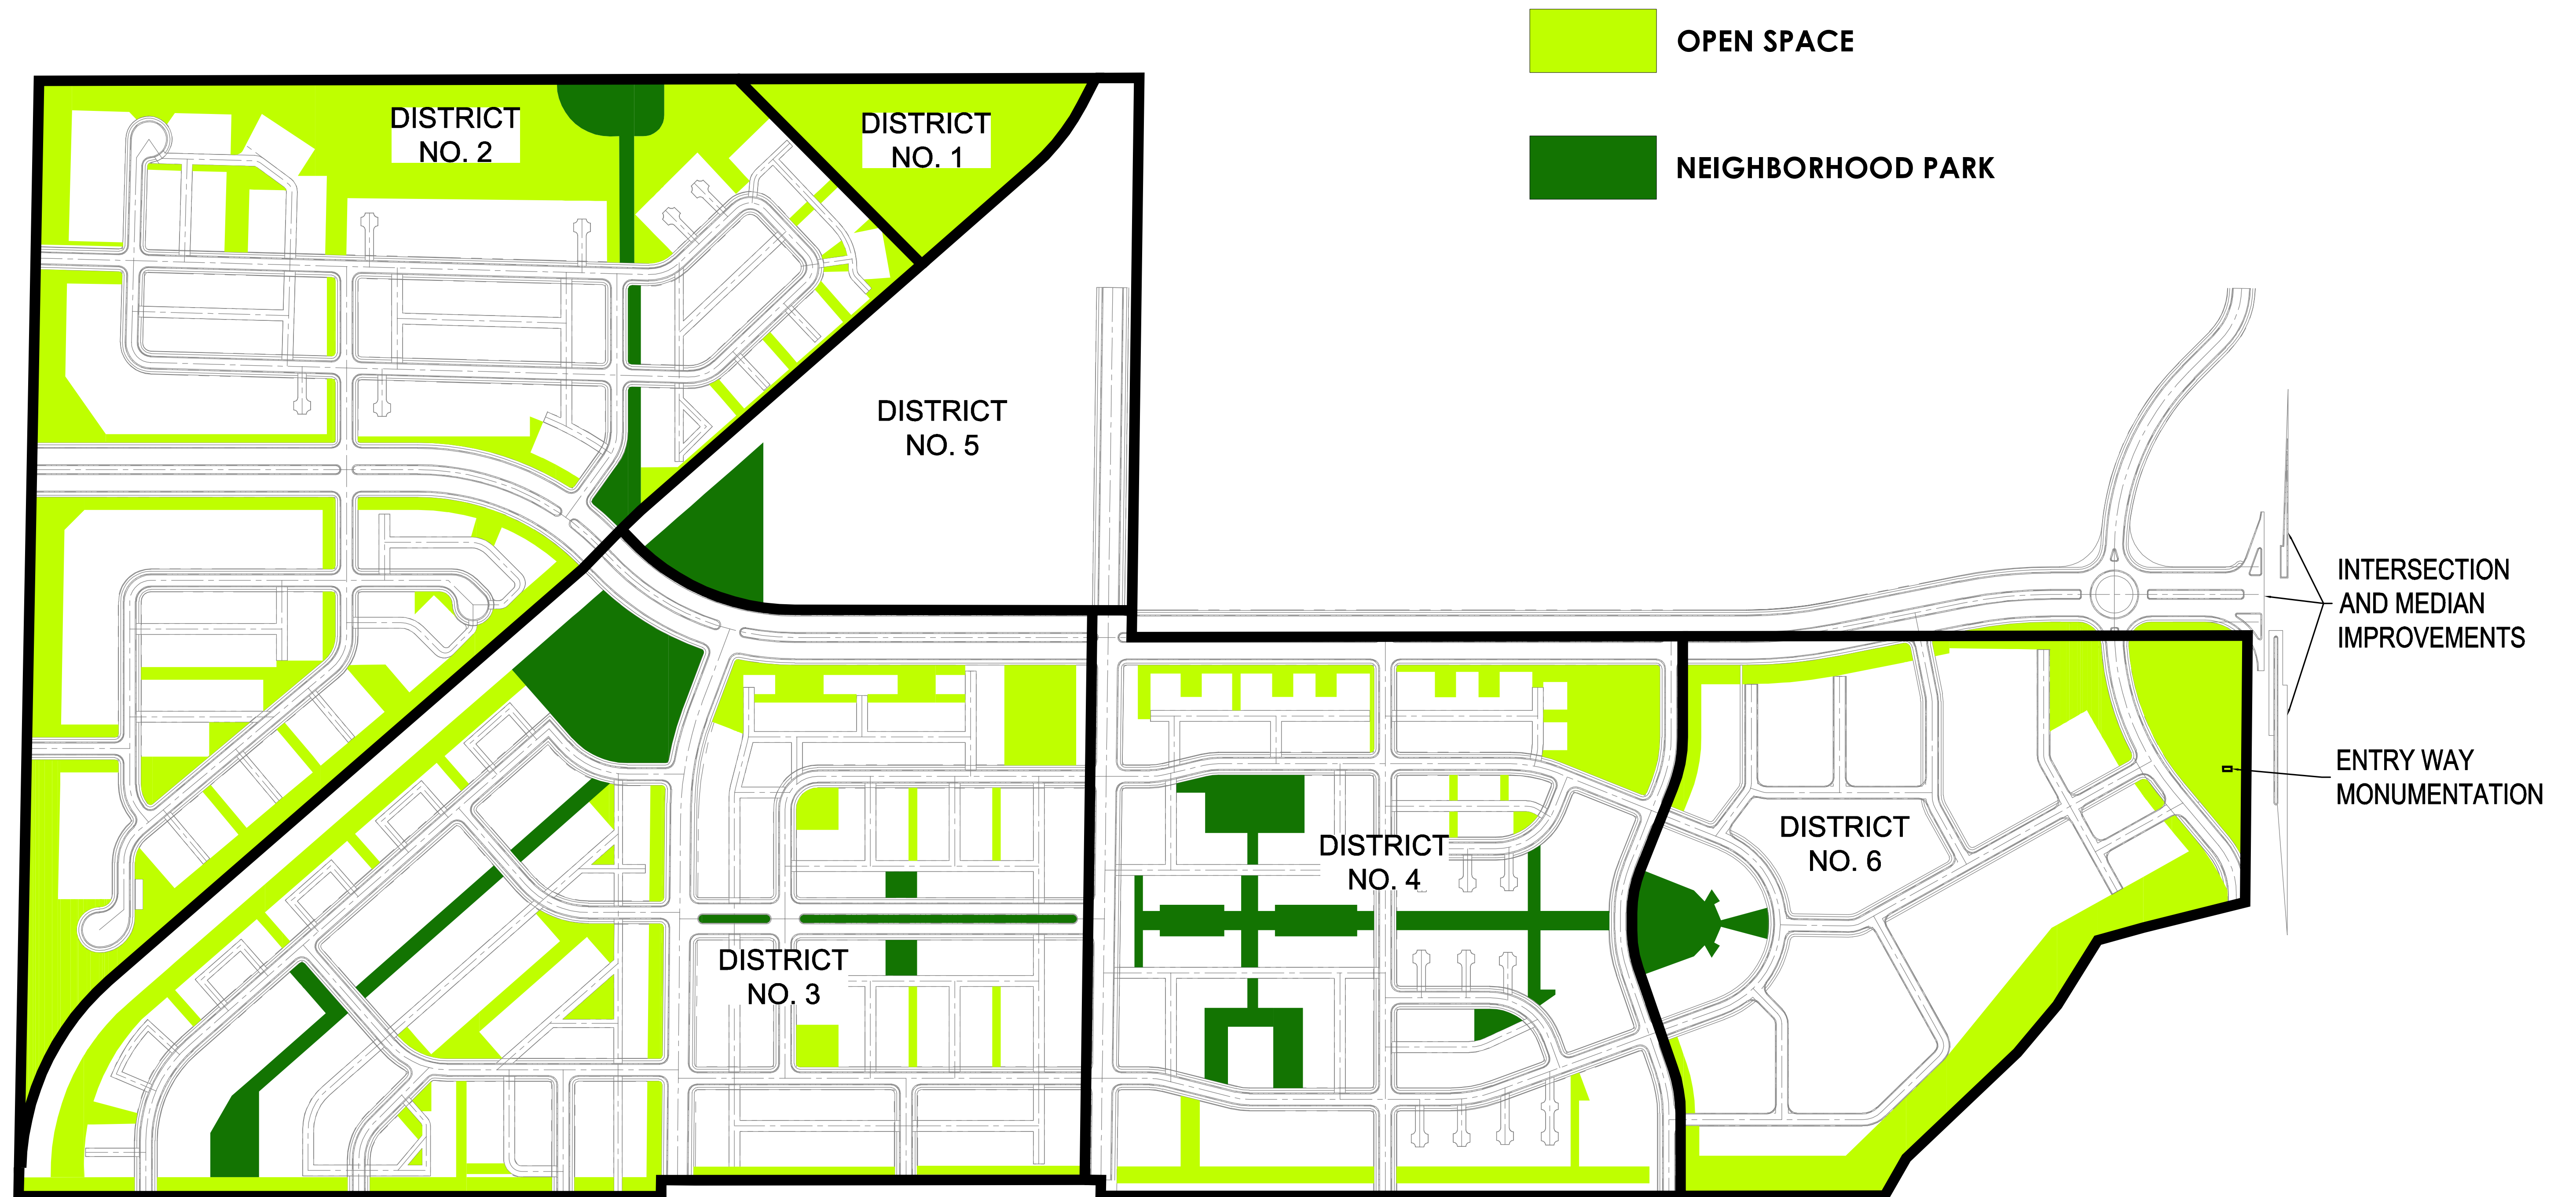 OPEN SPACE
NEIGHBORHOOD PARK
DISTRICT
NO. 2
DISTRICT
NO. 1
DISTRICT
NO. 5
INTERSECTION
AND MEDIAN
IMPROVEMENTS
ENTRY WAY
MONUMENTATION
DISTRICT
NO. 4
DISTRICT
NO. 6
DISTRICT
NO. 3